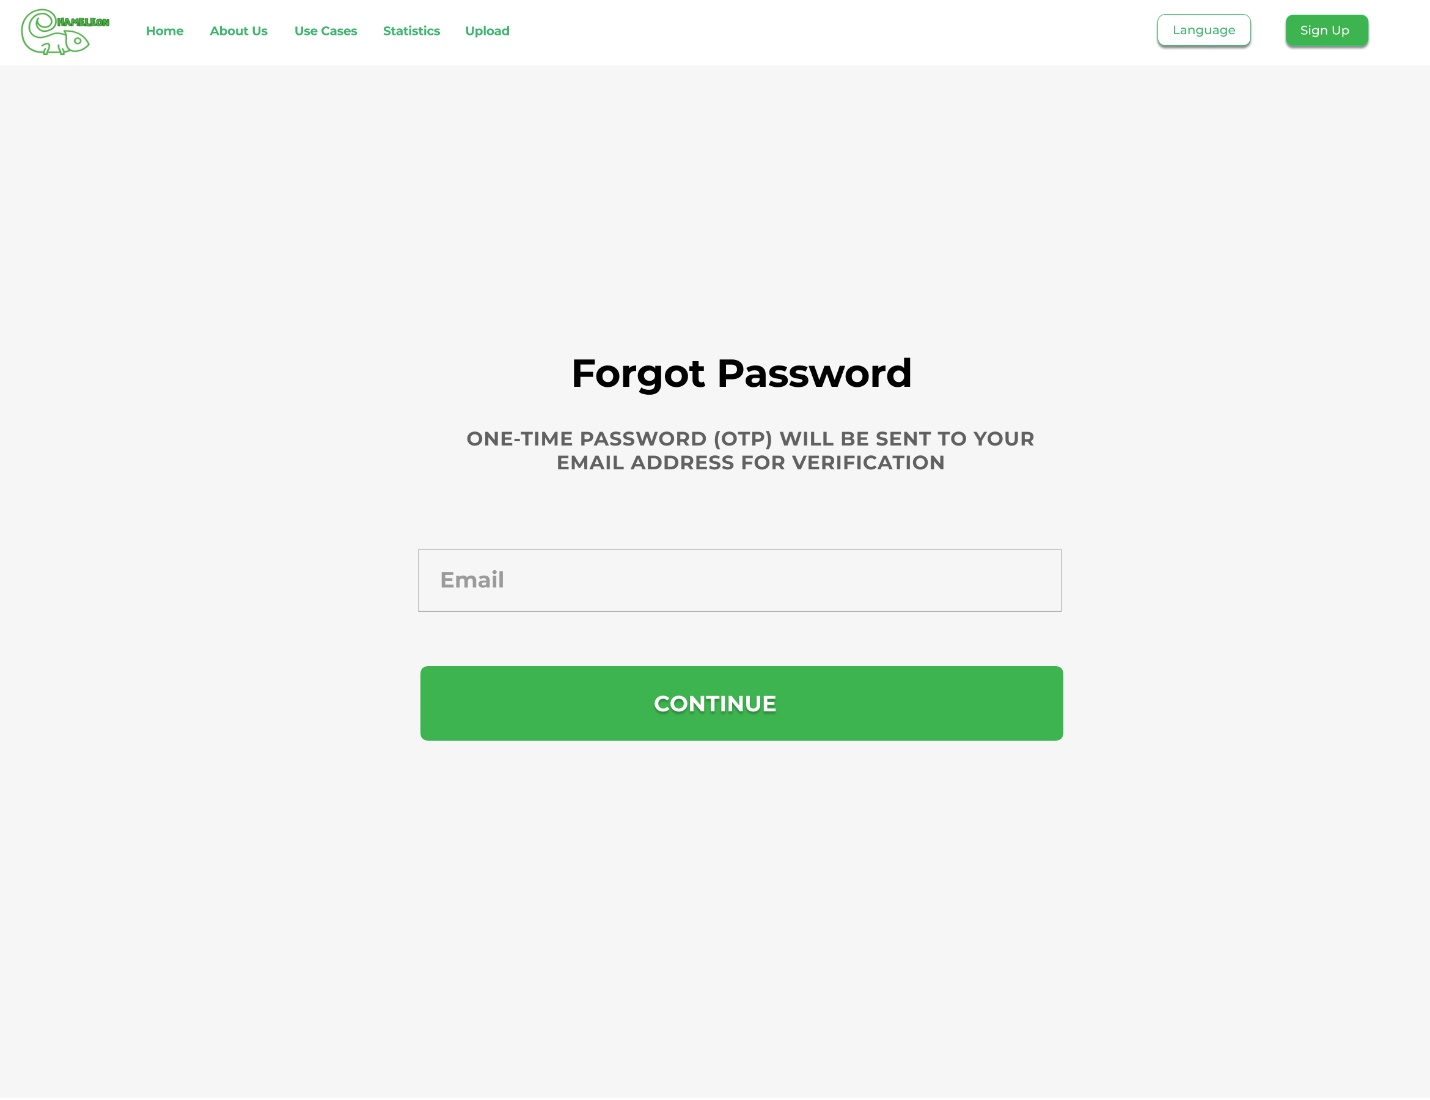 HAMELEON
Home
About Us
Use Cases
Statistics
Upload
Language
Sign Up
Forgot Password
ONE-TIME PASSWORD (OTP) WILL BE SENT TO YOUR
EMAIL ADDRESS FOR VERIFICATION
Email
CONTINUE